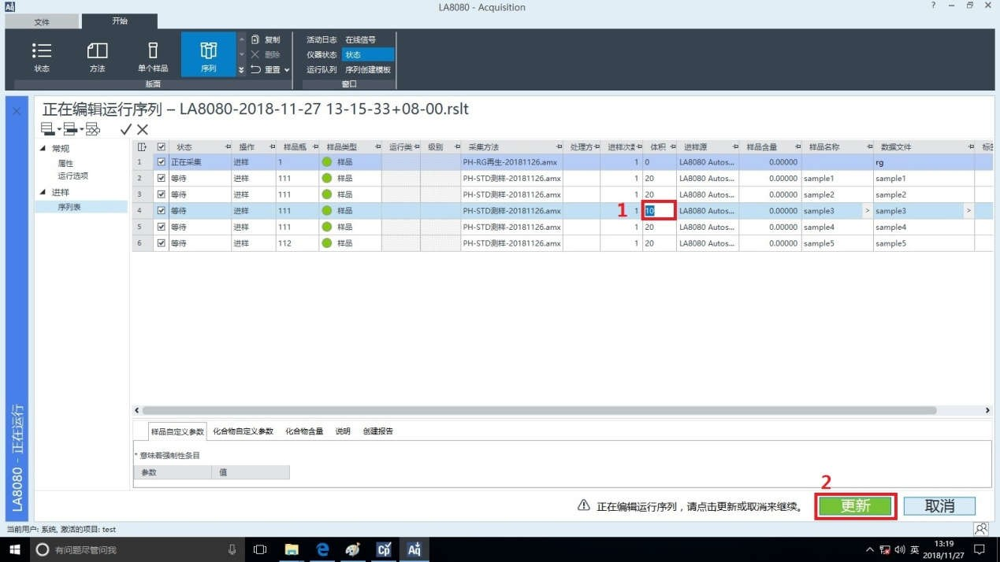 Aq LA8080 - Acquisition ?
文件 开始
状态 方法 单个样品 序列 复制 删除 重置
版面
活动日志 在线信号
仪器状态 状态
运行队列 序列创建模板
窗口
正在编辑运行序列 – LA8080-2018-11-27 13-15-33+08-00.rslt
常规
属性
运行选项
进样
序列表
状态 操作 样品瓶 样品类型 运行类 级别 采集方法 处理方 进样次 体积 进样源 样品含量 样品名称 数据文件 标签
1 正在采集 进样 1 样品 PH-RG再生-20181126.amx 1 0 LA8080 Autos... 0.00000 rg
2 等待 进样 111 样品 PH-STD测样-20181126.amx 1 20 LA8080 Autos... 0.00000 sample1 sample1
3 等待 进样 111 样品 PH-STD测样-20181126.amx 1 20 LA8080 Autos... 0.00000 sample2 sample2
4 等待 进样 111 样品 PH-STD测样-20181126.amx 1 1 10 LA8080 Autos... 0.00000 sample3 > sample3 >
5 等待 进样 111 样品 PH-STD测样-20181126.amx 1 20 LA8080 Autos... 0.00000 sample4 sample4
6 等待 进样 112 样品 PH-STD测样-20181126.amx 1 20 LA8080 Autos... 0.00000 sample5 sample5
样品自定义参数 化合物自定义参数 化合物含量 说明 创建报告
* 意味着强制性条目
参数 值
2
正在编辑运行序列，请点击更新或取消来继续。 更新 取消
LA8080 - 正在运行
当前用户: 系统, 激活的项目: test
有问题尽管问我 Cp Aq 英 13:19
2018/11/27